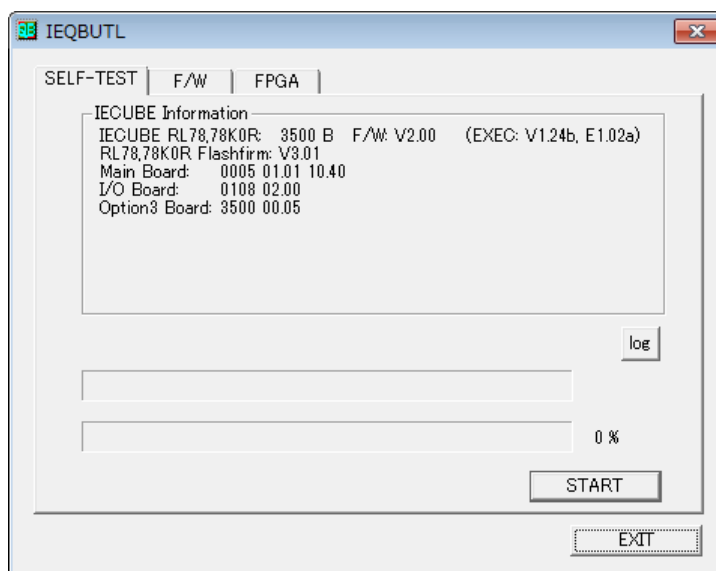 IEQBUTL
SELF-TEST F/W FPGA
IECUBE Information
IECUBE RL78,78K0R: 3500 B F/W: V2.00 (EXEC: V1.24b, E1.02a)
RL78,78K0R Flashfirm: V3.01
Main Board: 0005 01.01 10.40
I/O Board: 0108 02.00
Option3 Board: 3500 00.05
log
0 %
START
EXIT